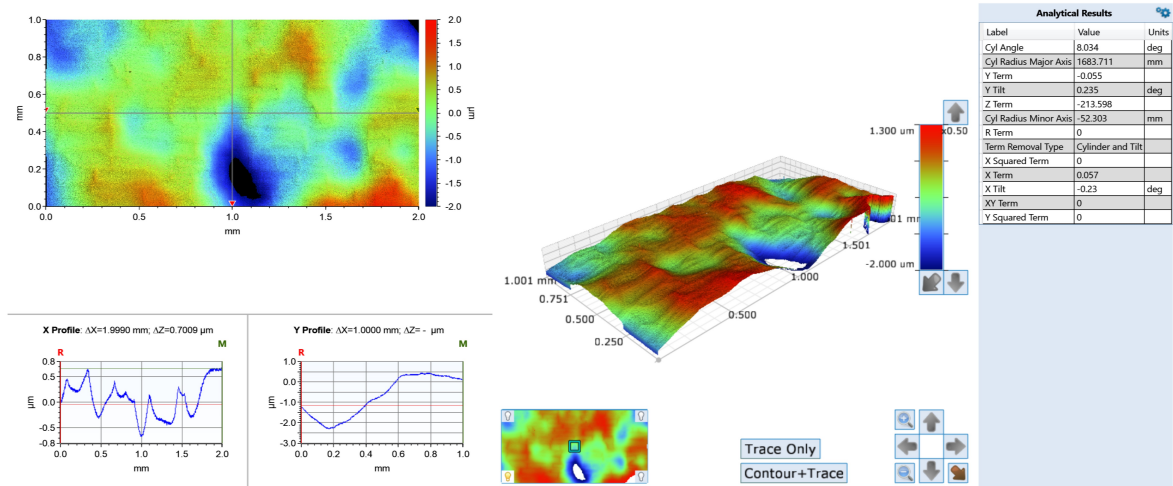 1.0
0.8
0.6
0.4
0.2
0.0
mm
0.0
0.5
1.0
1.5
2.0
mm
2.0
1.5
1.0
0.5
0.0
-0.5
-1.0
-1.5
-2.0
µm
X Profile: ΔX=1.9990 mm; ΔZ=0.7009 µm
M
R
0.8
0.5
0.0
-0.5
-0.8
µm
0.0
0.5
1.0
1.5
2.0
mm
Y Profile: ΔX=1.0000 mm; ΔZ= - µm
M
R
1.0
0.0
-1.0
-2.0
-3.0
µm
0.0
0.2
0.4
0.6
0.8
1.0
mm
1.300 um
x0.50
01 mm
-2.000 um
1.501
1.000
0.500
1.001 mm
0.751
0.500
0.250
Trace Only
Contour+Trace
Analytical Results
Label Value Units
Cyl Angle 8.034 deg
Cyl Radius Major Axis 1683.711 mm
Y Term -0.055
Y Tilt 0.235 deg
Z Term -213.598
Cyl Radius Minor Axis -52.303 mm
R Term 0
Term Removal Type Cylinder and Tilt
X Squared Term 0
X Term 0.057
X Tilt -0.23 deg
XY Term 0
Y Squared Term 0